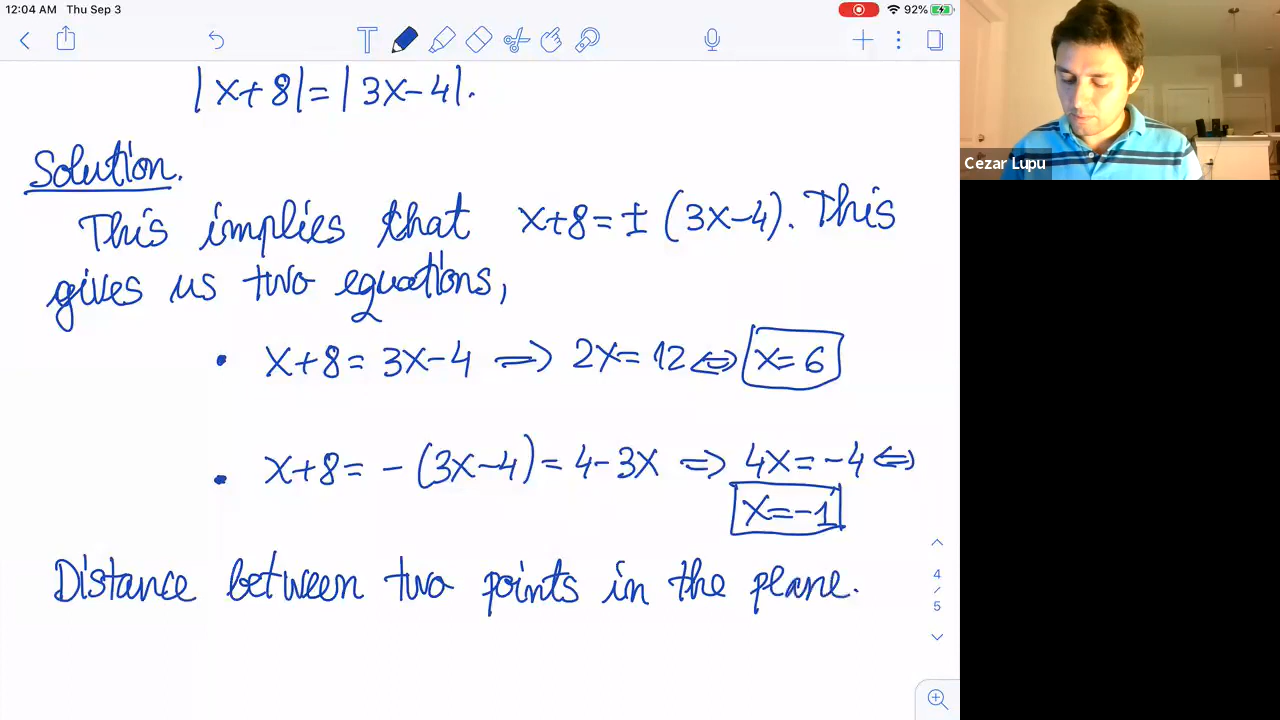 12:04 AM Thu Sep 3
92%
|x+8|=|3x-4|.
Solution.
This implies that x+8=±(3x-4). This
gives us two equations,
• x+8=3x-4 ⟹ 2x=12 ⟺ x=6
• x+8=-(3x-4)=4-3x ⟹ 4x=-4 ⟺
x=-1
Distance between two points in the plane.
4
/
5
Cezar Lupu